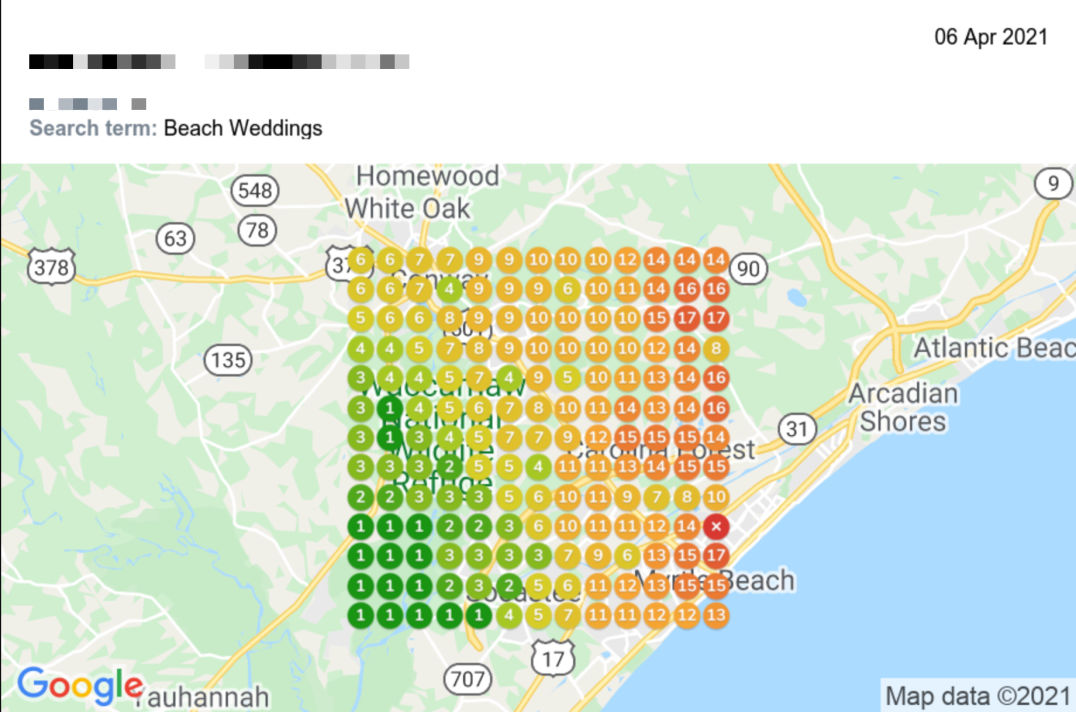 06 Apr 2021
Search term: Beach Weddings
Homewood
White Oak
9
548
78
63
378
6 6 7 7 9 9 10 10 10 12 14 14 14
90
6 6 7 4 9 9 9 6 10 11 14 16 16
5 6 6 8 9 9 10 10 10 10 15 17 17
4 4 5 7 8 9 10 10 10 10 12 14 8
135
Atlantic Beac
3 4 4 5 7 4 9 5 10 11 13 14 16
Waccamaw
Arcadian
Shores
3 1 4 5 6 7 8 10 11 14 13 14 16
National
31
3 1 3 4 5 7 7 9 12 15 15 15 14
Wildlife
Carolina Forest
3 3 3 2 5 5 4 11 11 13 14 15 15
Refuge
2 2 3 3 3 5 6 10 11 9 7 8 10
1 1 1 2 2 3 6 10 11 11 12 14 ×
1 1 1 3 3 3 3 7 9 6 13 15 17
Myrtle Beach
1 1 1 2 3 2 5 6 11 12 13 15 15
Socastee
1 1 1 1 1 4 5 7 11 11 12 12 13
17
707
Google
Yauhannah
Map data ©2021